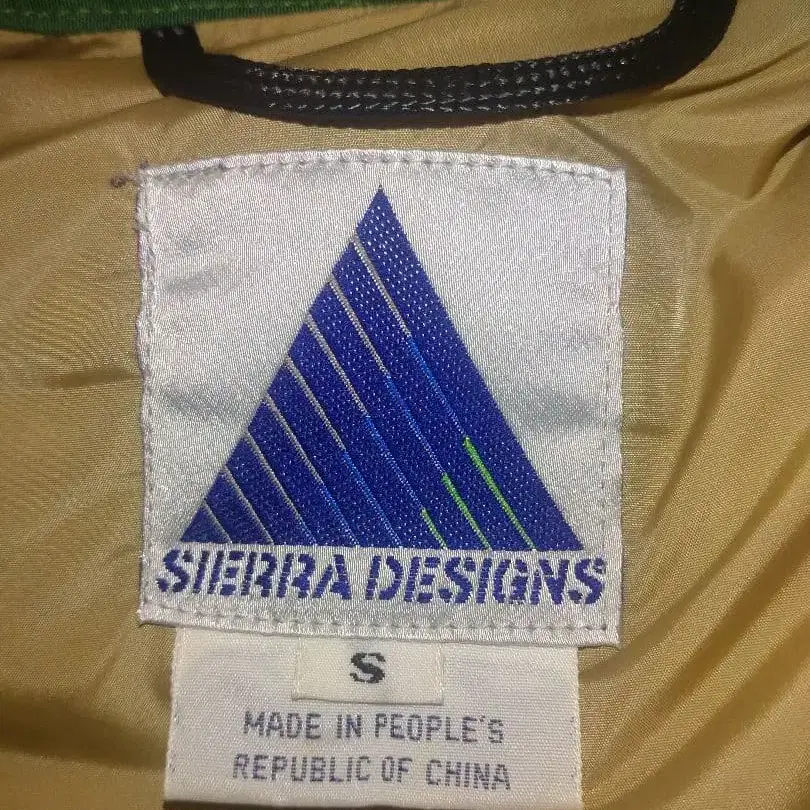 SIERRA DESIGNS
S
MADE IN PEOPLE'S
REPUBLIC OF CHINA